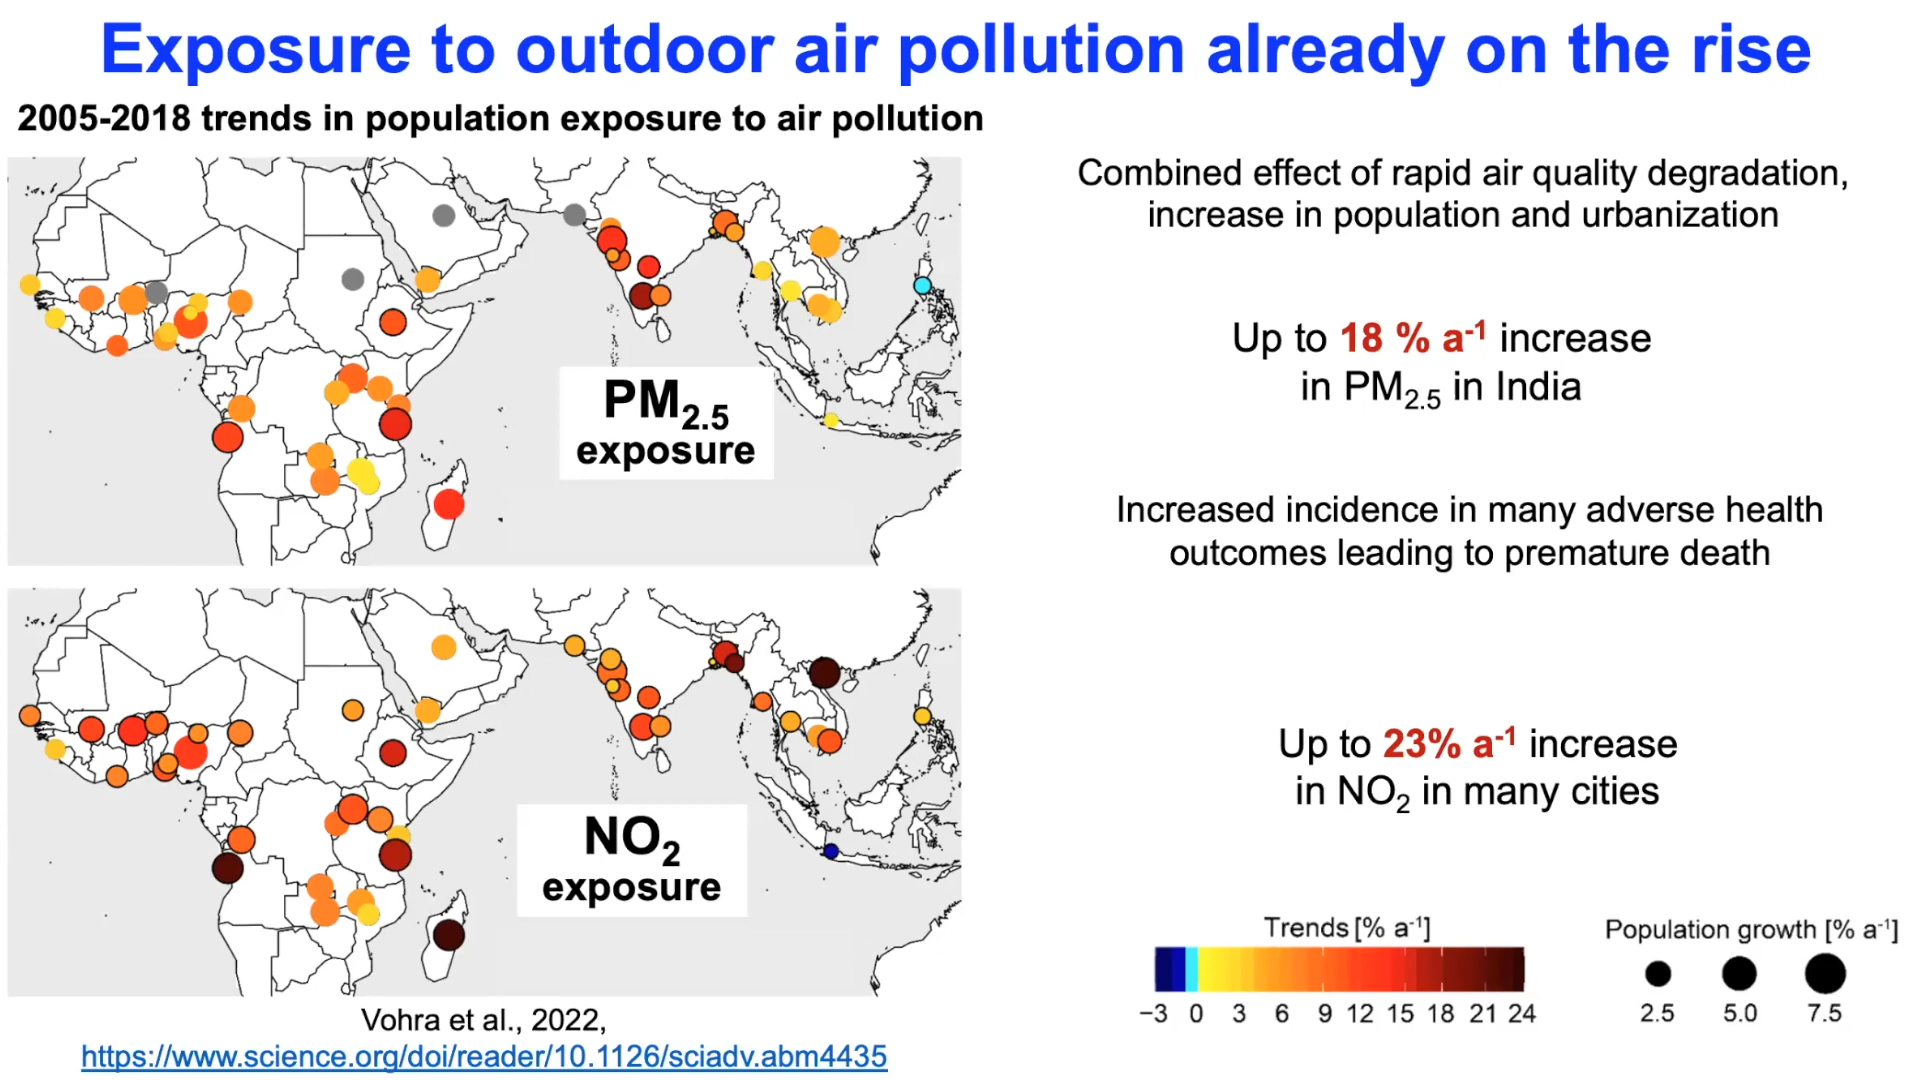 Exposure to outdoor air pollution already on the rise
2005-2018 trends in population exposure to air pollution
PM2.5
exposure
NO2
exposure
Vohra et al., 2022,
https://www.science.org/doi/reader/10.1126/sciadv.abm4435
Combined effect of rapid air quality degradation,
increase in population and urbanization
Up to 18 % a-1 increase
in PM2.5 in India
Increased incidence in many adverse health
outcomes leading to premature death
Up to 23% a-1 increase
in NO2 in many cities
Trends [% a-1]
−3 0 3 6 9 12 15 18 21 24
Population growth [% a-1]
2.5 5.0 7.5